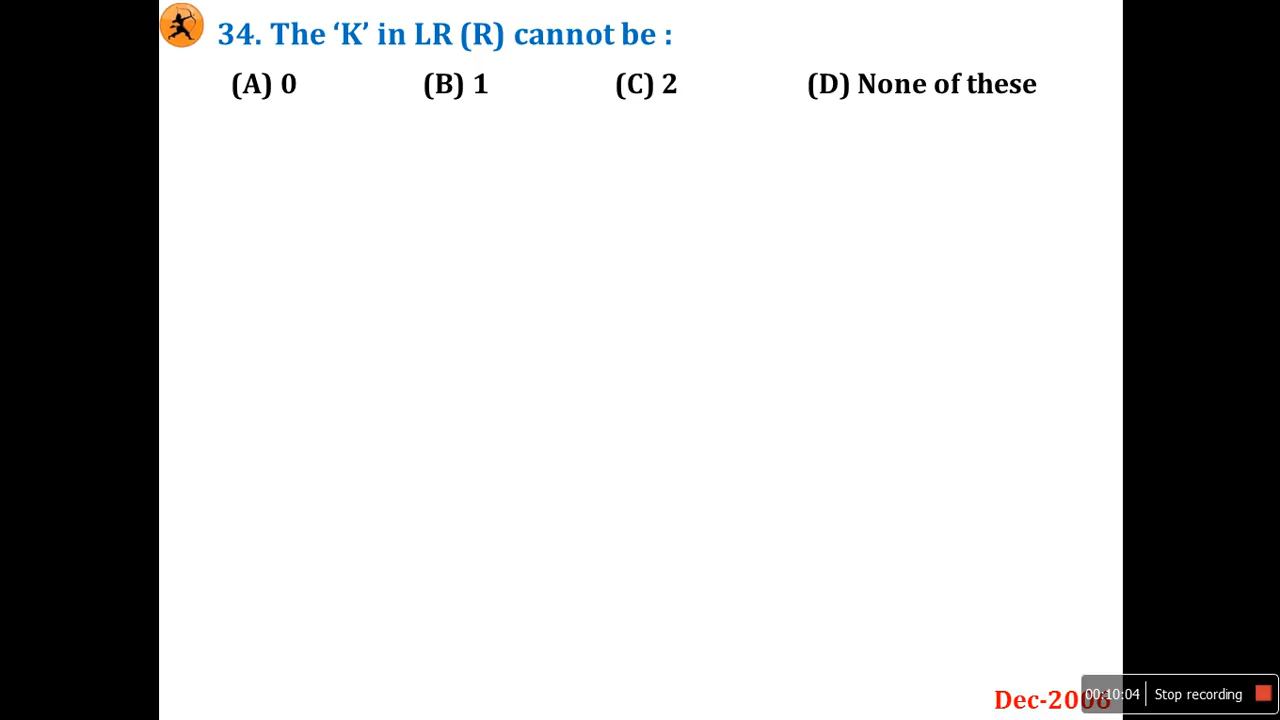 34. The ‘K’ in LR (R) cannot be :
(A) 0 (B) 1 (C) 2 (D) None of these
00:10:04 Stop recording